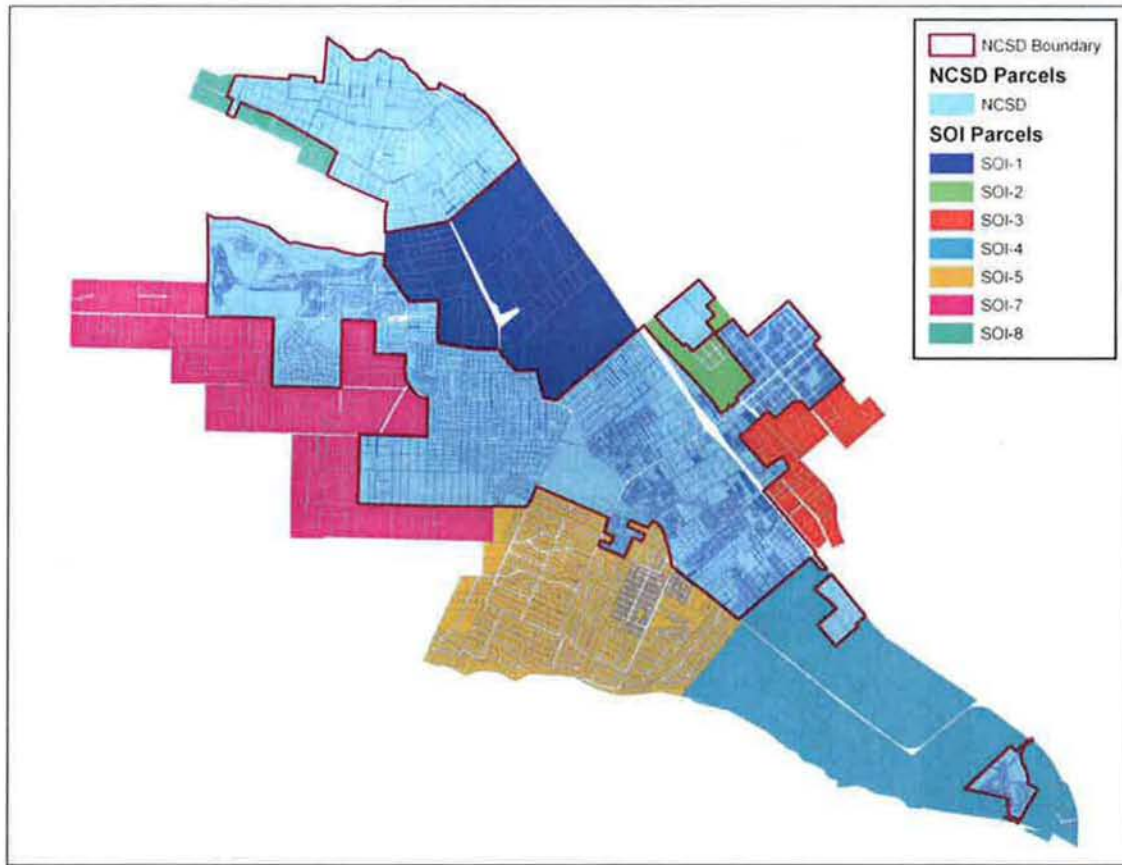 NCSD Boundary
NCSD Parcels
NCSD
SOI Parcels
SOI-1
SOI-2
SOI-3
SOI-4
SOI-5
SOI-7
SOI-8